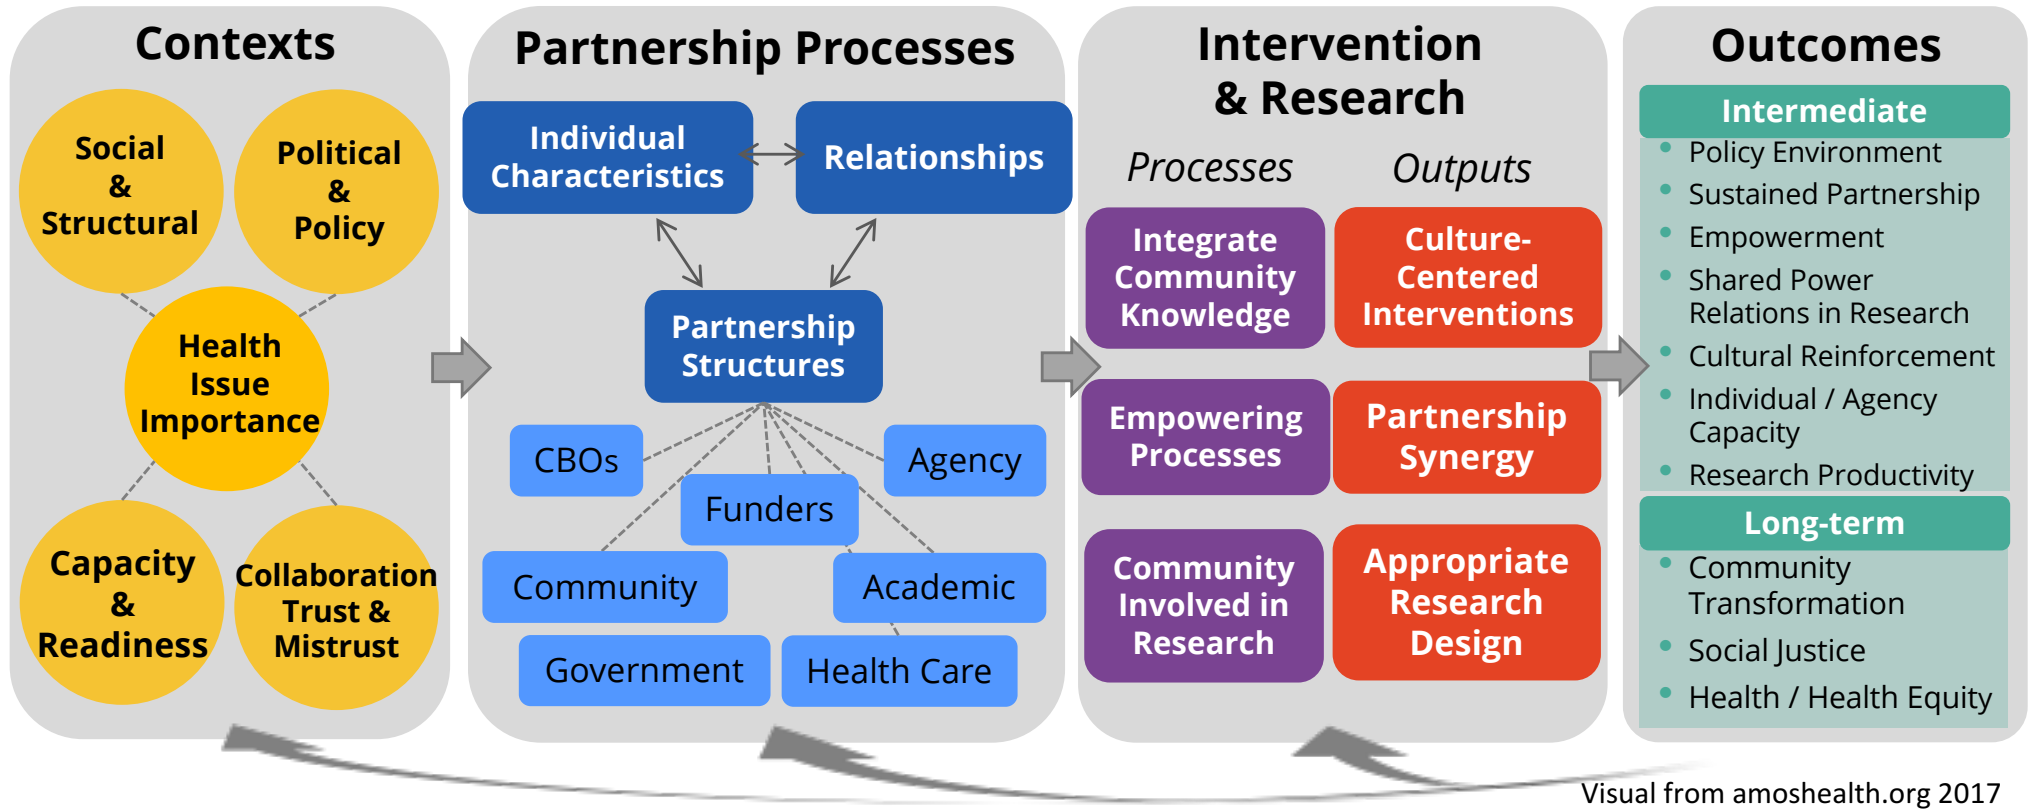 Contexts
Social
&
Structural
Political
&
Policy
Health
Issue
Importance
Capacity
&
Readiness
Collaboration
Trust &
Mistrust
Partnership Processes
Individual
Characteristics
Relationships
Partnership
Structures
CBOs
Agency
Funders
Community
Academic
Government
Health Care
Intervention
& Research
Processes
Outputs
Integrate
Community
Knowledge
Culture-
Centered
Interventions
Empowering
Processes
Partnership
Synergy
Community
Involved in
Research
Appropriate
Research
Design
Outcomes
Intermediate
• Policy Environment
• Sustained Partnership
• Empowerment
• Shared Power
Relations in Research
• Cultural Reinforcement
• Individual / Agency
Capacity
• Research Productivity
Long-term
• Community
Transformation
• Social Justice
• Health / Health Equity
Visual from amoshealth.org 2017